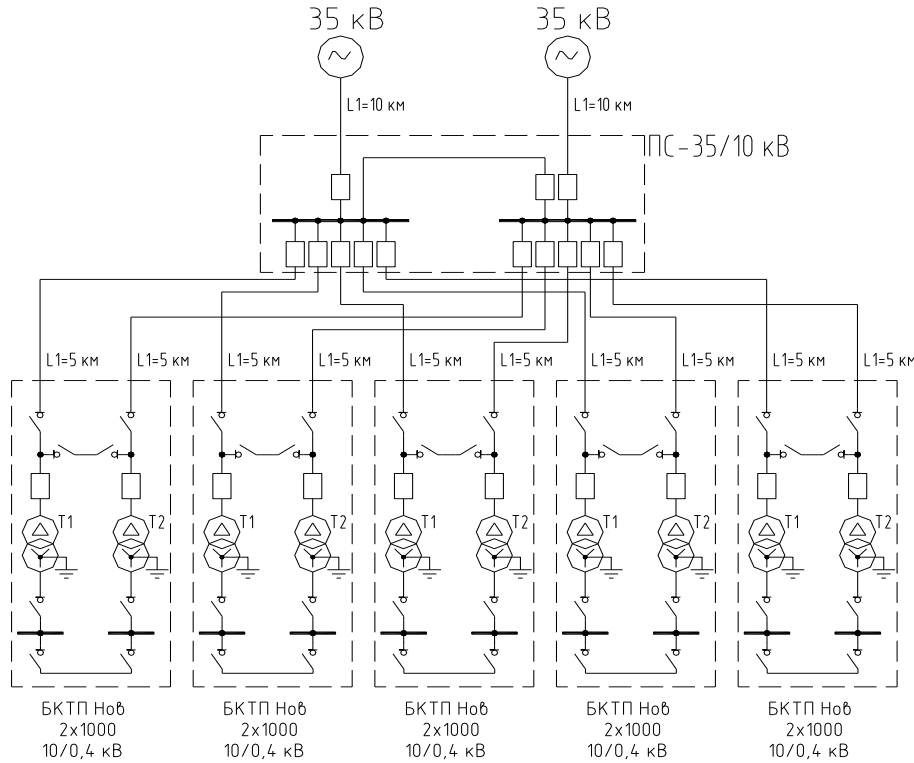 35 кВ
35 кВ
L1=10 км
L1=10 км
ПС-35/10 кВ
L1=5 км
L1=5 км
L1=5 км
L1=5 км
L1=5 км
L1=5 км
L1=5 км
L1=5 км
L1=5 км
L1=5 км
T1
T2
T1
T2
T1
T2
T1
T2
T1
T2
БКТП Нов
2х1000
10/0,4 кВ
БКТП Нов
2х1000
10/0,4 кВ
БКТП Нов
2х1000
10/0,4 кВ
БКТП Нов
2х1000
10/0,4 кВ
БКТП Нов
2х1000
10/0,4 кВ